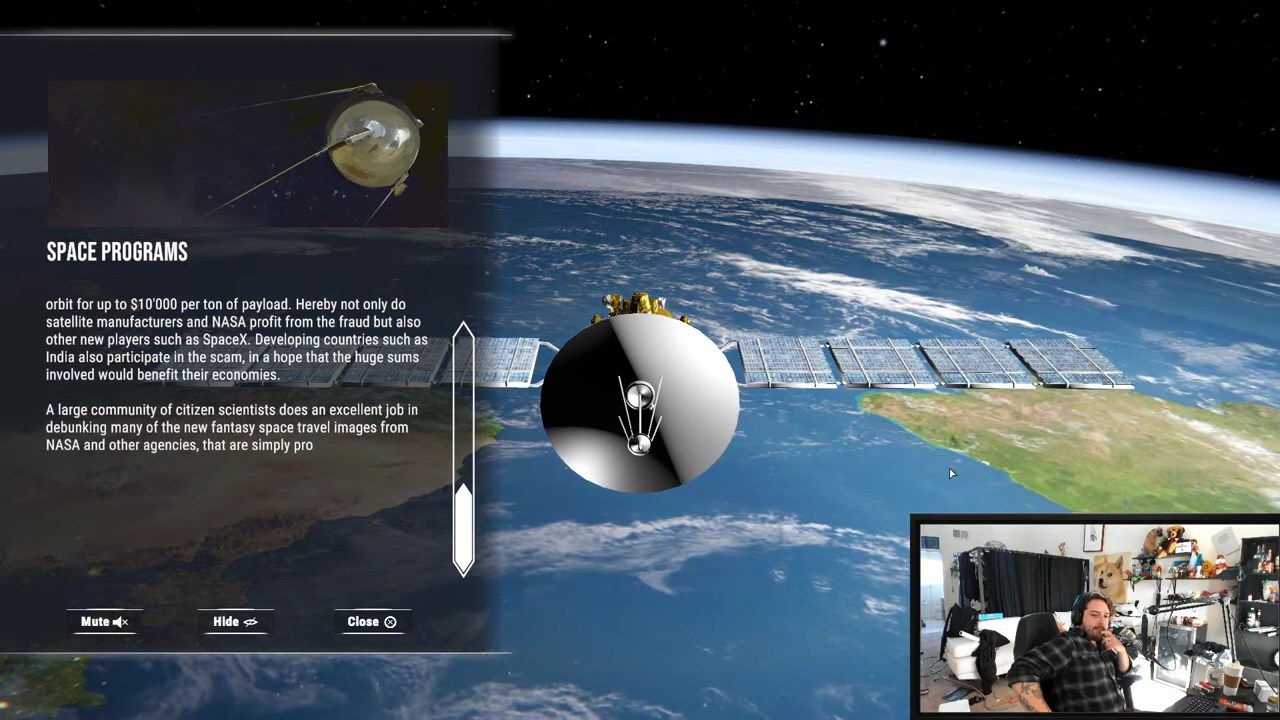 SPACE PROGRAMS
orbit for up to $10'000 per ton of payload. Hereby not only do
satellite manufacturers and NASA profit from the fraud but also
other new players such as SpaceX. Developing countries such as
India also participate in the scam, in a hope that the huge sums
involved would benefit their economies.
A large community of citizen scientists does an excellent job in
debunking many of the new fantasy space travel images from
NASA and other agencies, that are simply pro
Mute
Hide
Close